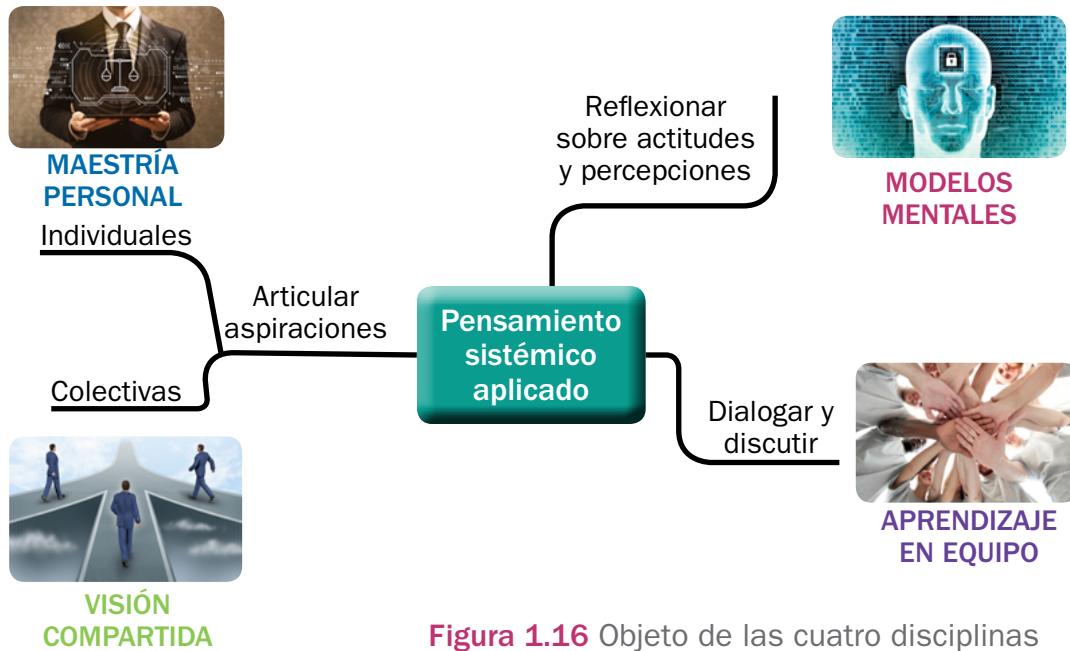 MAESTRÍA
PERSONAL
Individuales
Articular
aspiraciones
Colectivas
VISIÓN
COMPARTIDA
Pensamiento
sistémico
aplicado
Reflexionar
sobre actitudes
y percepciones
MODELOS
MENTALES
Dialogar y
discutir
APRENDIZAJE
EN EQUIPO
Figura 1.16 Objeto de las cuatro disciplinas